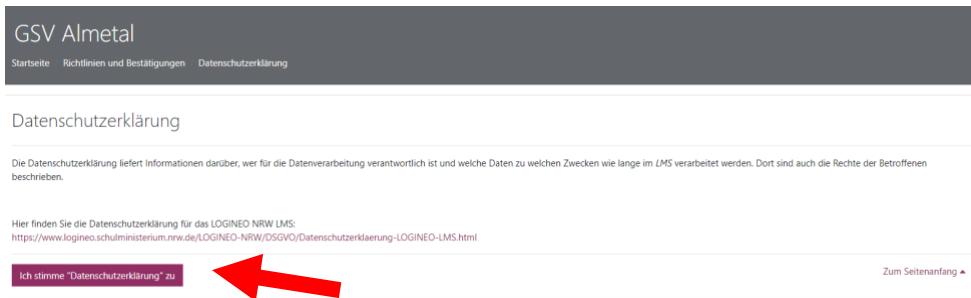 GSV Almetal
Startseite Richtlinien und Bestätigungen Datenschutzerklärung
Datenschutzerklärung
Die Datenschutzerklärung liefert Informationen darüber, wer für die Datenverarbeitung verantwortlich ist und welche Daten zu welchen Zwecken wie lange im LMS verarbeitet werden. Dort sind auch die Rechte der Betroffenen
beschrieben.
Hier finden Sie die Datenschutzerklärung für das LOGINEO NRW LMS:
https://www.logineo.schulministerium.nrw.de/LOGINEO-NRW/DSGVO/Datenschutzerklaerung-LOGINEO-LMS.html
Ich stimme "Datenschutzerklärung" zu
Zum Seitenanfang